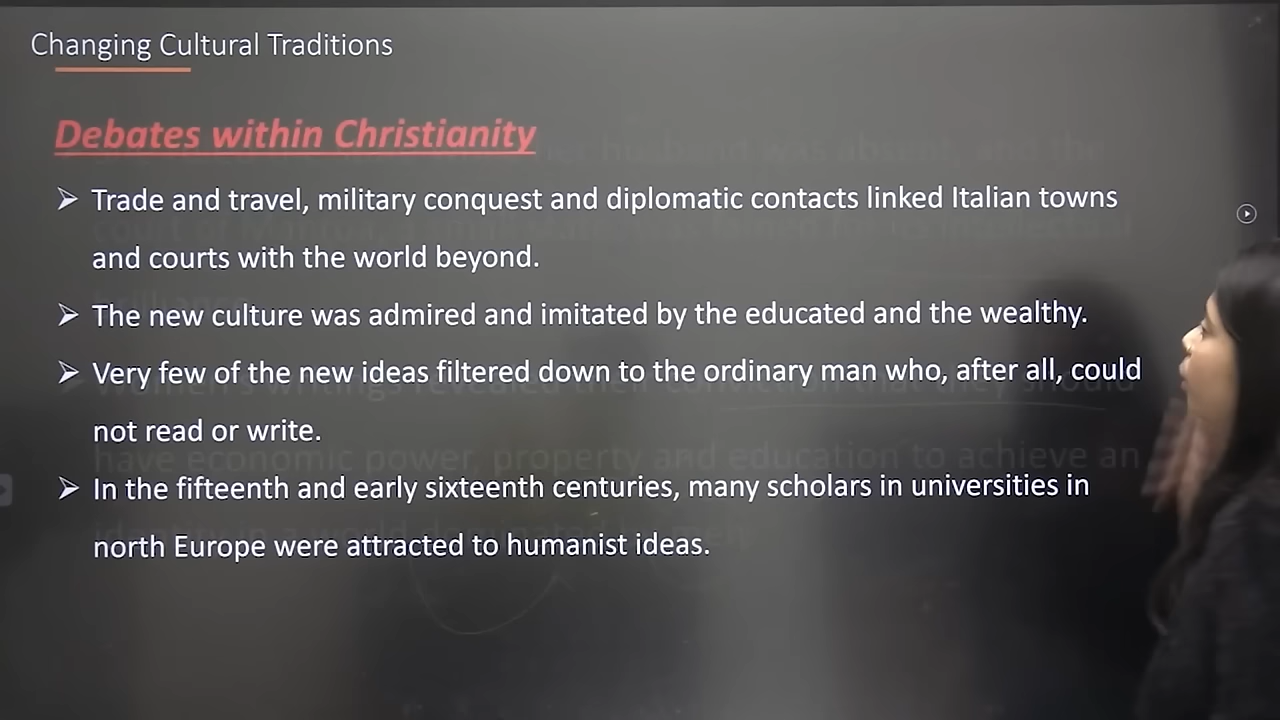 Changing Cultural Traditions
Debates within Christianity
➢ Trade and travel, military conquest and diplomatic contacts linked Italian towns
and courts with the world beyond.
➢ The new culture was admired and imitated by the educated and the wealthy.
➢ Very few of the new ideas filtered down to the ordinary man who, after all, could
not read or write.
➢ In the fifteenth and early sixteenth centuries, many scholars in universities in
north Europe were attracted to humanist ideas.